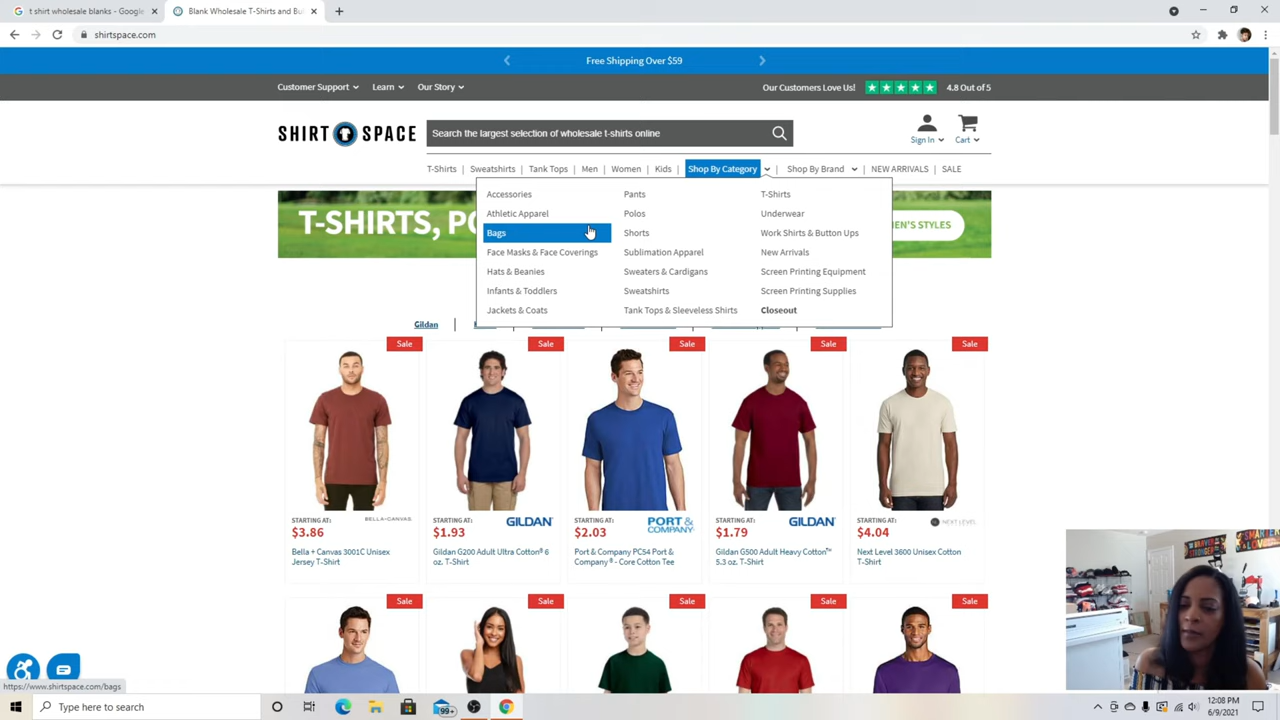 t shirt wholesale blanks - Google
Blank Wholesale T-Shirts and Bul
shirtspace.com
Free Shipping Over $59
Customer Support
Learn
Our Story
Our Customers Love Us!
4.8 Out of 5
SHIRT SPACE
Search the largest selection of wholesale t-shirts online
Sign In
Cart
T-Shirts
Sweatshirts
Tank Tops
Men
Women
Kids
Shop By Category
Shop By Brand
NEW ARRIVALS
SALE
Accessories
Pants
T-Shirts
Athletic Apparel
Polos
Underwear
Bags
Shorts
Work Shirts & Button Ups
Face Masks & Face Coverings
Sublimation Apparel
New Arrivals
Hats & Beanies
Sweaters & Cardigans
Screen Printing Equipment
Infants & Toddlers
Sweatshirts
Screen Printing Supplies
Jackets & Coats
Tank Tops & Sleeveless Shirts
Closeout
T-SHIRTS, PO
EN'S STYLES
Gildan
Sale
Sale
Sale
Sale
Sale
STARTING AT:
BELLA+CANVAS.
$3.86
Bella + Canvas 3001C Unisex
Jersey T-Shirt
STARTING AT:
GILDAN
$1.93
Gildan G200 Adult Ultra Cotton® 6
oz. T-Shirt
STARTING AT:
PORT &
COMPANY
$2.03
Port & Company PC54 Port &
Company ® - Core Cotton Tee
STARTING AT:
GILDAN
$1.79
Gildan G500 Adult Heavy Cotton™
5.3 oz. T-Shirt
STARTING AT:
NEXT LEVEL
$4.04
Next Level 3600 Unisex Cotton
T-Shirt
Sale
Sale
Sale
Sale
Sale
https://www.shirtspace.com/bags
Type here to search
99+
12:08 PM
6/9/2021